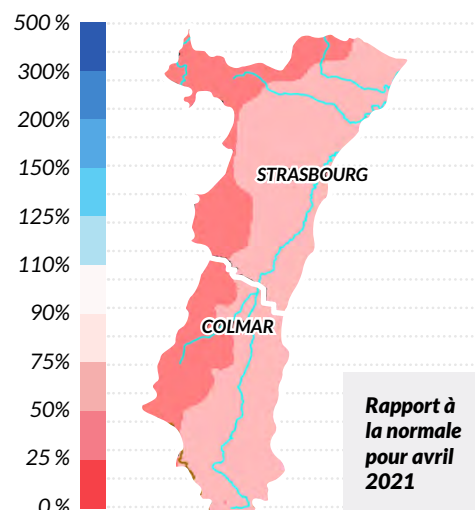 500 %
300 %
200 %
150 %
125 %
110 %
90 %
75 %
50 %
25 %
0 %
STRASBOURG
COLMAR
Rapport à
la normale
pour avril
2021